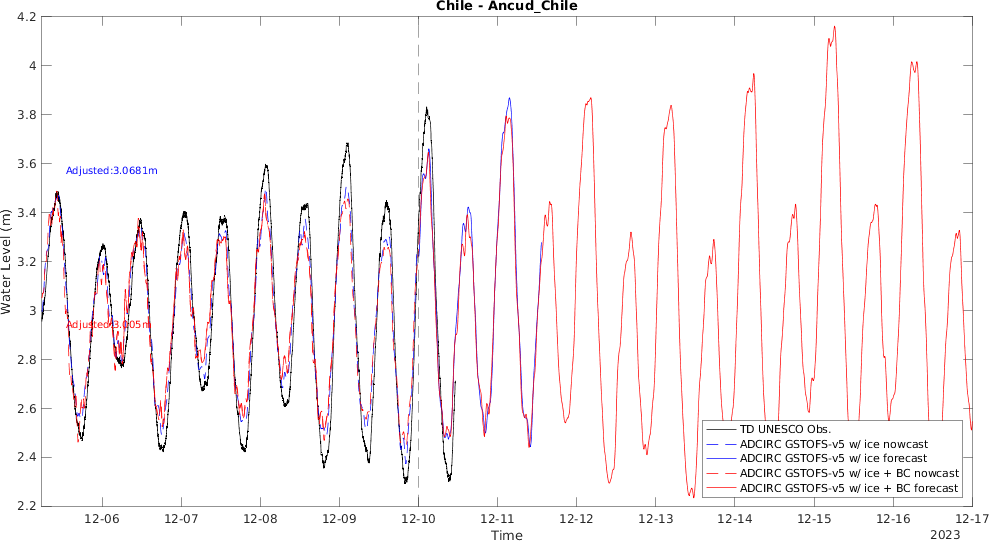 Chile - Ancud_Chile
Water Level (m)
4.2
4
3.8
3.6
3.4
3.2
3
2.8
2.6
2.4
2.2
Adjusted:3.0681m
Adjusted:3.005m
TD UNESCO Obs.
ADCIRC GSTOFS-v5 w/ ice nowcast
ADCIRC GSTOFS-v5 w/ ice forecast
ADCIRC GSTOFS-v5 w/ ice + BC nowcast
ADCIRC GSTOFS-v5 w/ ice + BC forecast
12-06 12-07 12-08 12-09 12-10 12-11 12-12 12-13 12-14 12-15 12-16 12-17
Time
2023